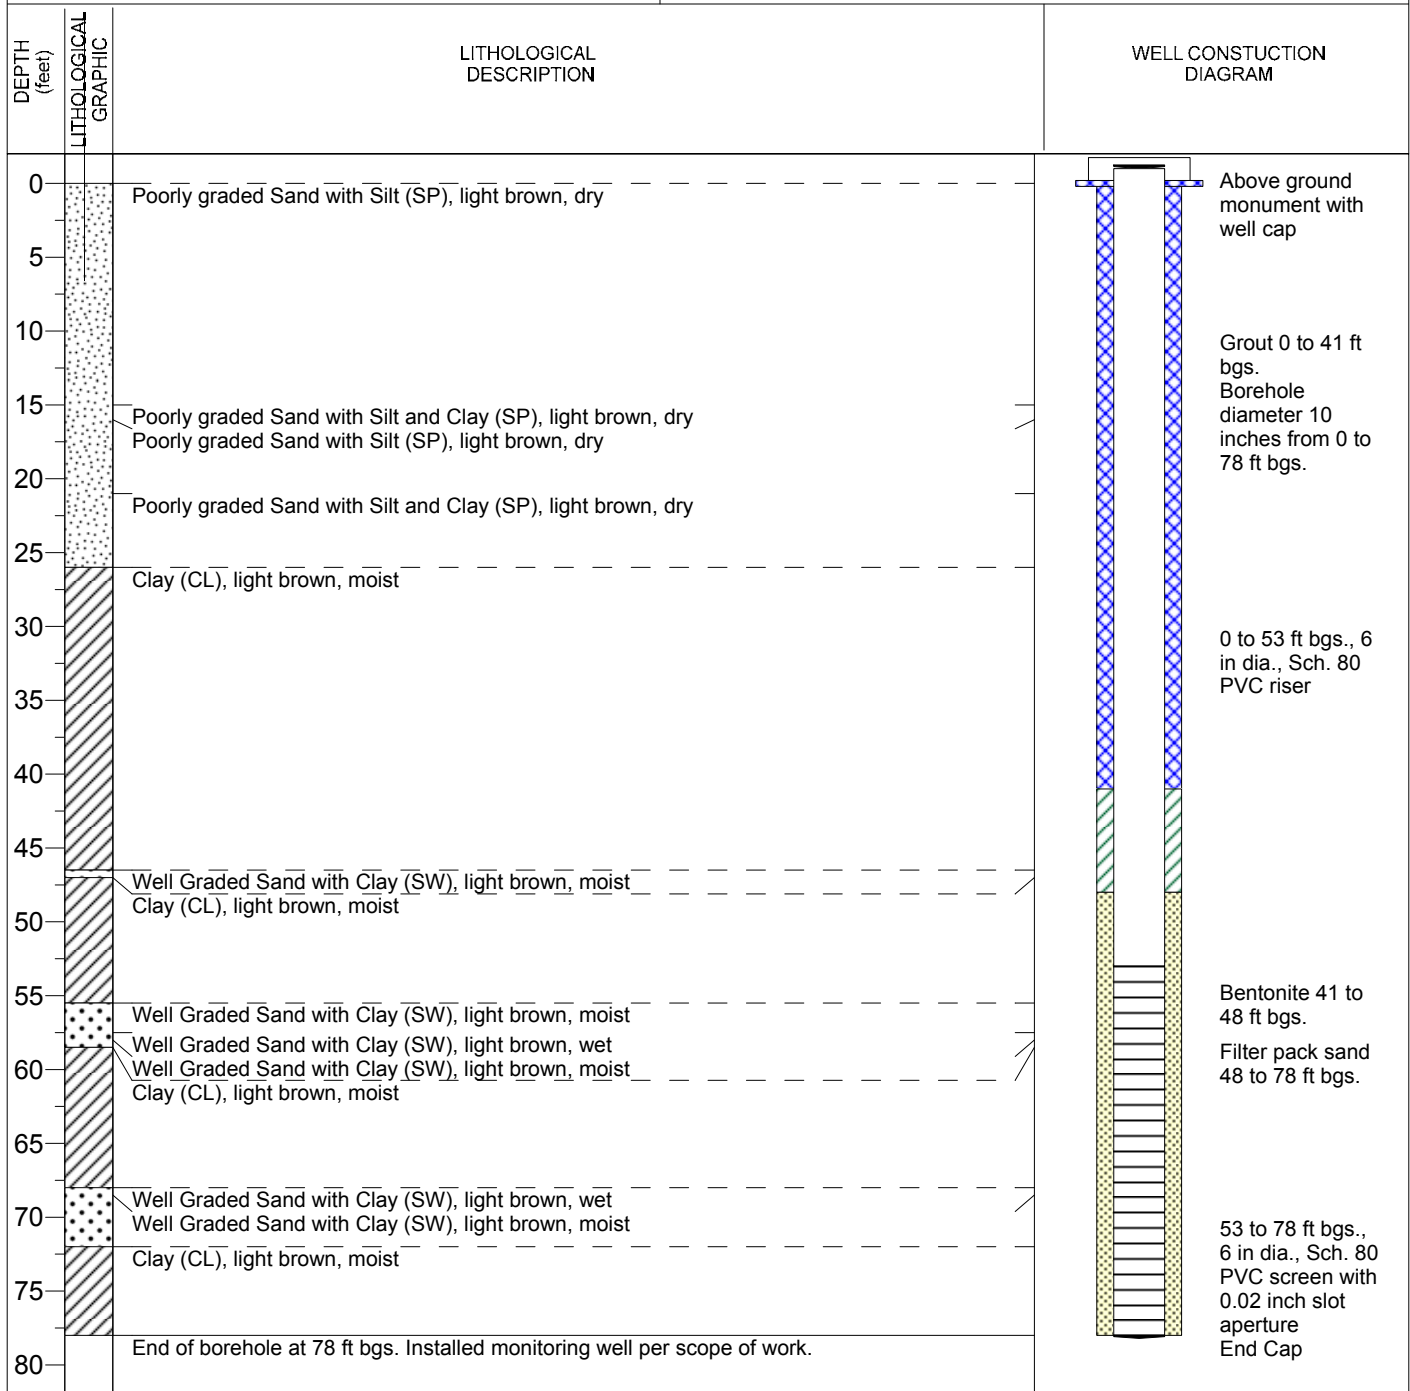 DEPTH
(feet)
LITHOLOGICAL
GRAPHIC
LITHOLOGICAL
DESCRIPTION
WELL CONSTUCTION
DIAGRAM
0
5
10
15
20
25
30
35
40
45
50
55
60
65
70
75
80
Poorly graded Sand with Silt (SP), light brown, dry
Poorly graded Sand with Silt and Clay (SP), light brown, dry
Poorly graded Sand with Silt (SP), light brown, dry
Poorly graded Sand with Silt and Clay (SP), light brown, dry
Clay (CL), light brown, moist
Well Graded Sand with Clay (SW), light brown, moist
Clay (CL), light brown, moist
Well Graded Sand with Clay (SW), light brown, moist
Well Graded Sand with Clay (SW), light brown, wet
Well Graded Sand with Clay (SW), light brown, moist
Clay (CL), light brown, moist
Well Graded Sand with Clay (SW), light brown, wet
Well Graded Sand with Clay (SW), light brown, moist
Clay (CL), light brown, moist
End of borehole at 78 ft bgs. Installed monitoring well per scope of work.
Above ground
monument with
well cap
Grout 0 to 41 ft
bgs.
Borehole
diameter 10
inches from 0 to
78 ft bgs.
0 to 53 ft bgs., 6
in dia., Sch. 80
PVC riser
Bentonite 41 to
48 ft bgs.
Filter pack sand
48 to 78 ft bgs.
53 to 78 ft bgs.,
6 in dia., Sch. 80
PVC screen with
0.02 inch slot
aperture
End Cap